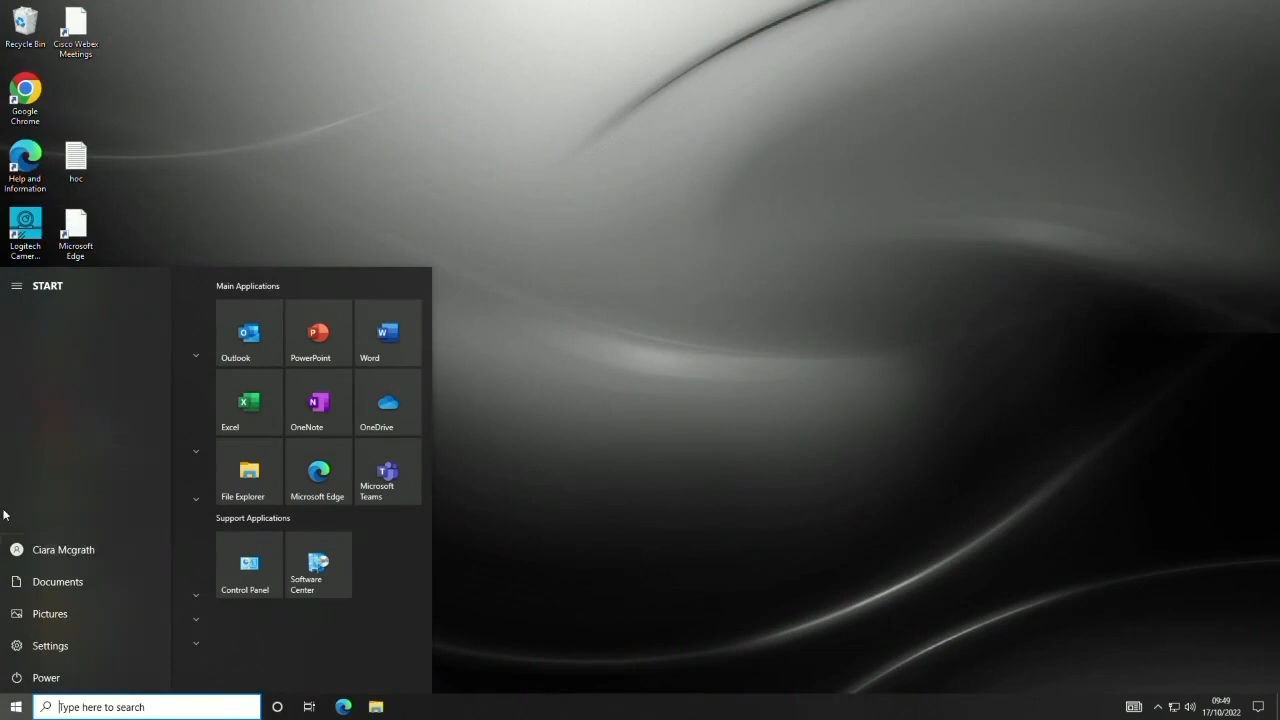 Recycle Bin
Cisco Webex
Meetings
Google
Chrome
Help and
Information
hoc
Logitech
Camer...
Microsoft
Edge
START
Main Applications
Outlook
PowerPoint
Word
Excel
OneNote
OneDrive
File Explorer
Microsoft Edge
Microsoft
Teams
Support Applications
Control Panel
Software
Center
Ciara Mcgrath
Documents
Pictures
Settings
Power
Type here to search
09:49
17/10/2022